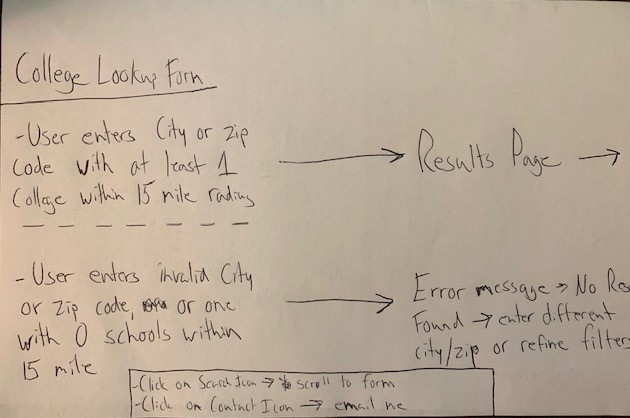 College Lookup Form
-User enters City or zip
Code with at least 1
College within 15 mile radius
→ Results Page →
- User enters invalid City
or zip code, or one
with 0 schools within
15 mile
→ Error message → No Re
Found → enter different
city/zip or refine filters
-Click on Search Icon → scroll to form
-Click on Contact Icon → email me